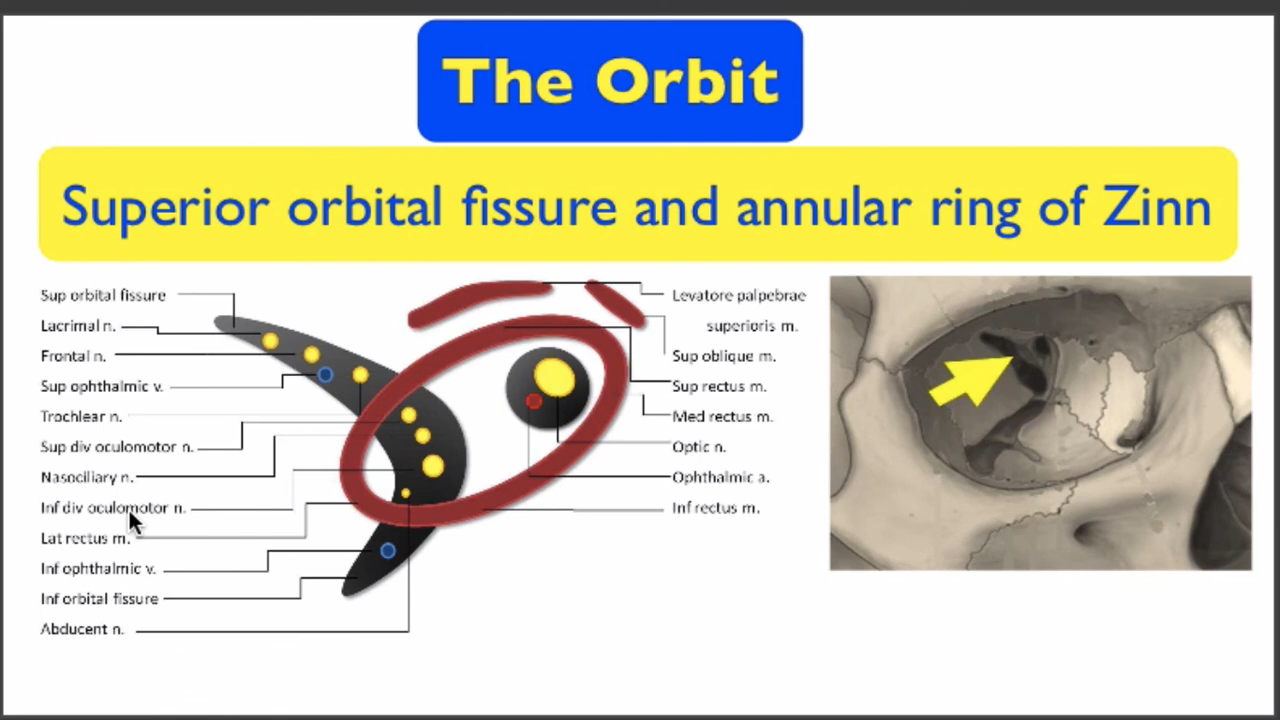 The Orbit
Superior orbital fissure and annular ring of Zinn
Sup orbital fissure
Lacrimal n.
Frontal n.
Sup ophthalmic v.
Trochlear n.
Sup div oculomotor n.
Nasociliary n.
Inf div oculomotor n.
Lat rectus m.
Inf ophthalmic v.
Inf orbital fissure
Abducent n.
Levatore palpebrae
superioris m.
Sup oblique m.
Sup rectus m.
Med rectus m.
Optic n.
Ophthalmic a.
Inf rectus m.